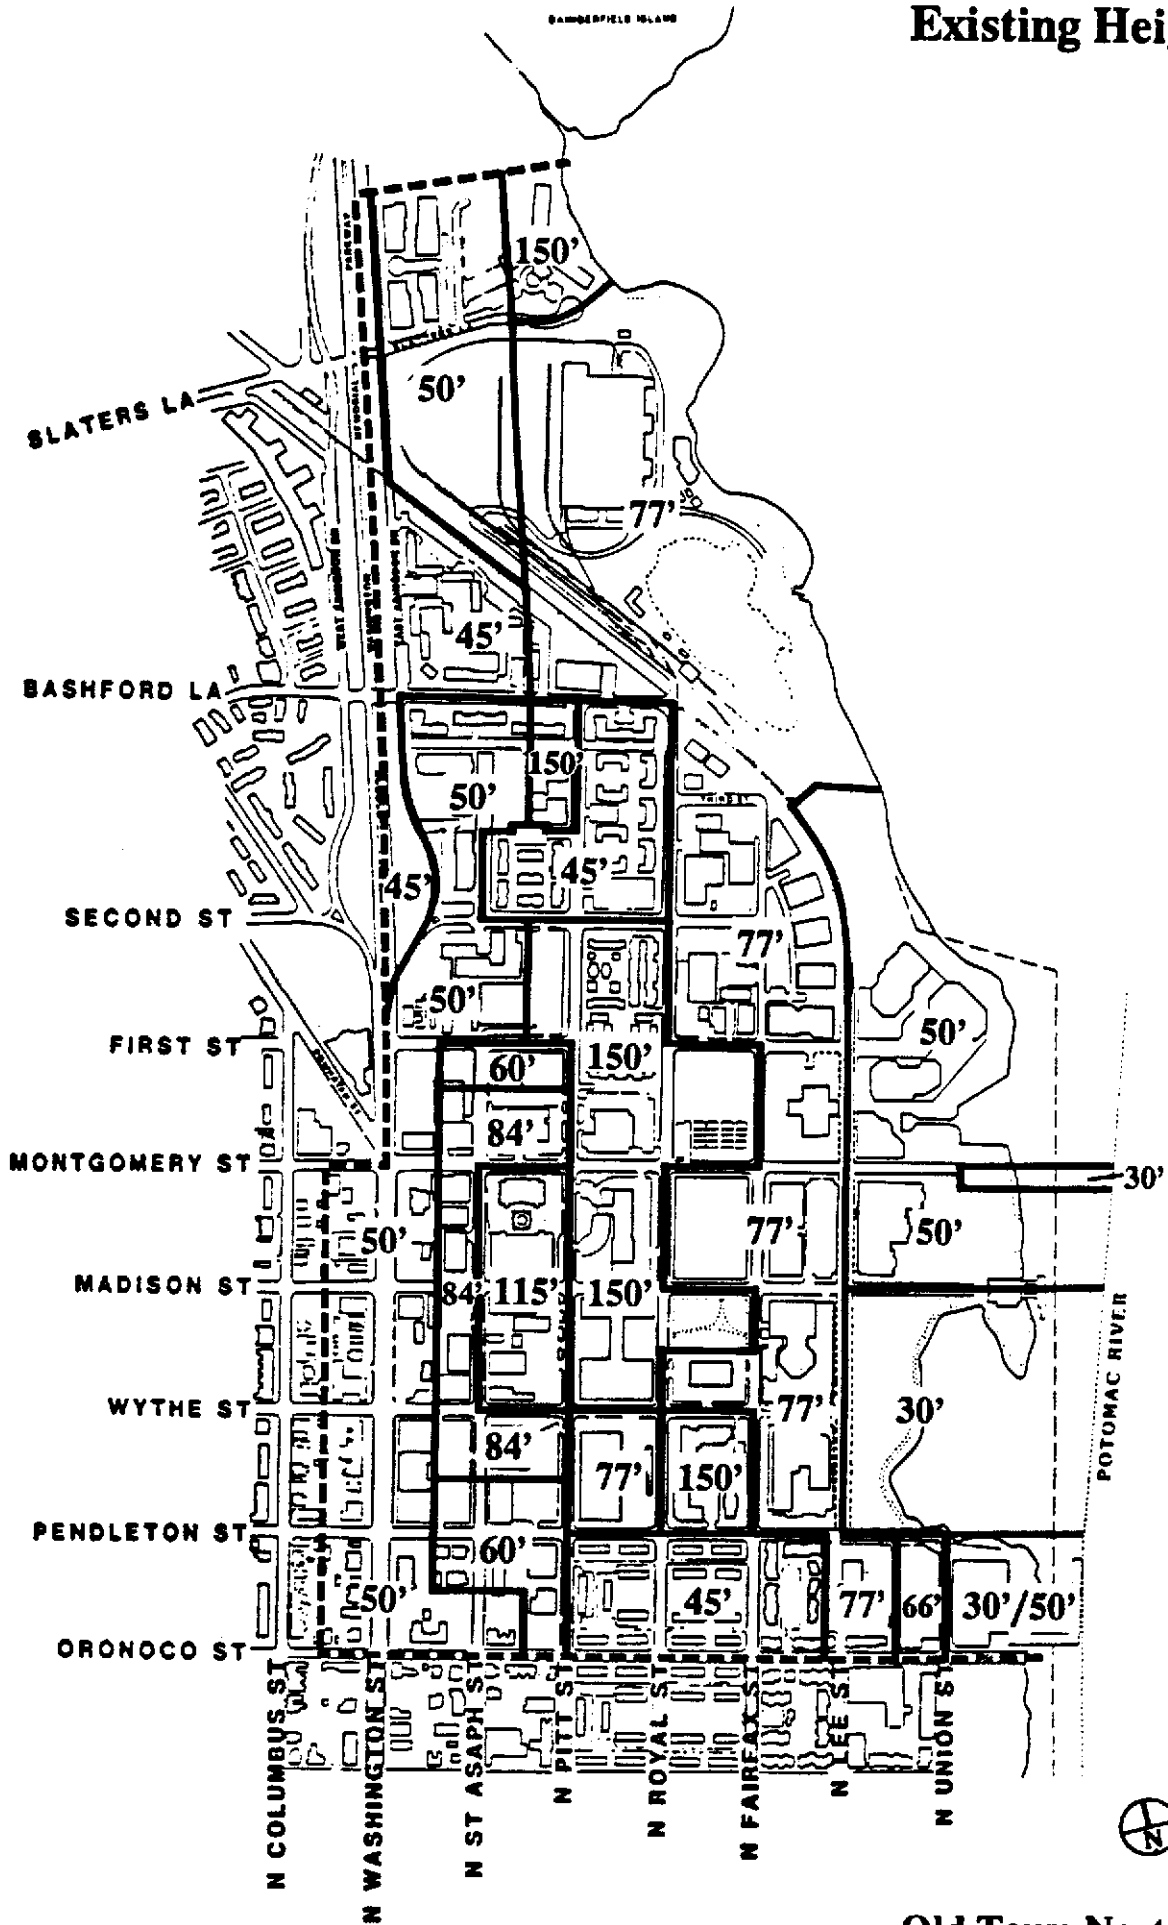 Existing Hei
150'
50'
SLATERS LA
77'
45'
BASHFORD LA
150'
50'
THIRD ST
45'
45'
SECOND ST
77'
50'
50'
FIRST ST
150'
60'
84'
MONTGOMERY ST
30'
50'
77'
50'
MADISON ST
84'
115'
150'
POTOMAC RIVER
WYTHE ST
77'
30'
84'
77'
150'
PENDLETON ST
60'
50'
45'
77'
66'
30'/50'
ORONOCO ST
N COLUMBUS ST
N WASHINGTON ST
N ST ASAPH ST
N PITT ST
N ROYAL ST
N FAIRFAX ST
N LEE ST
N UNION ST
N